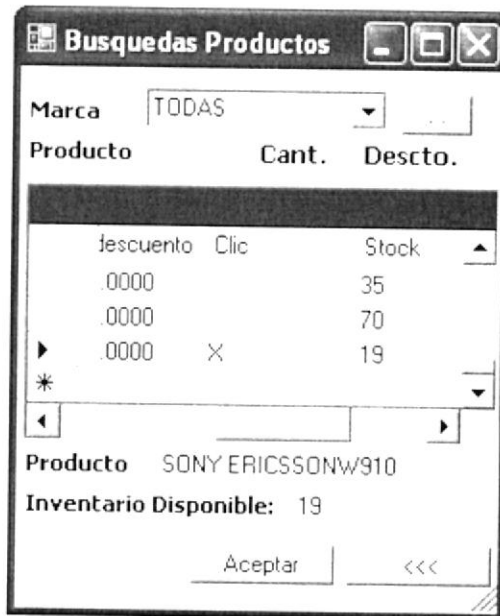 Busquedas Productos
Marca TODAS ..
Producto Cant. Descto.
descuento Clic Stock
.0000 35
.0000 70
.0000 X 19
Producto SONY ERICSSONW910
Inventario Disponible: 19
Aceptar <<<